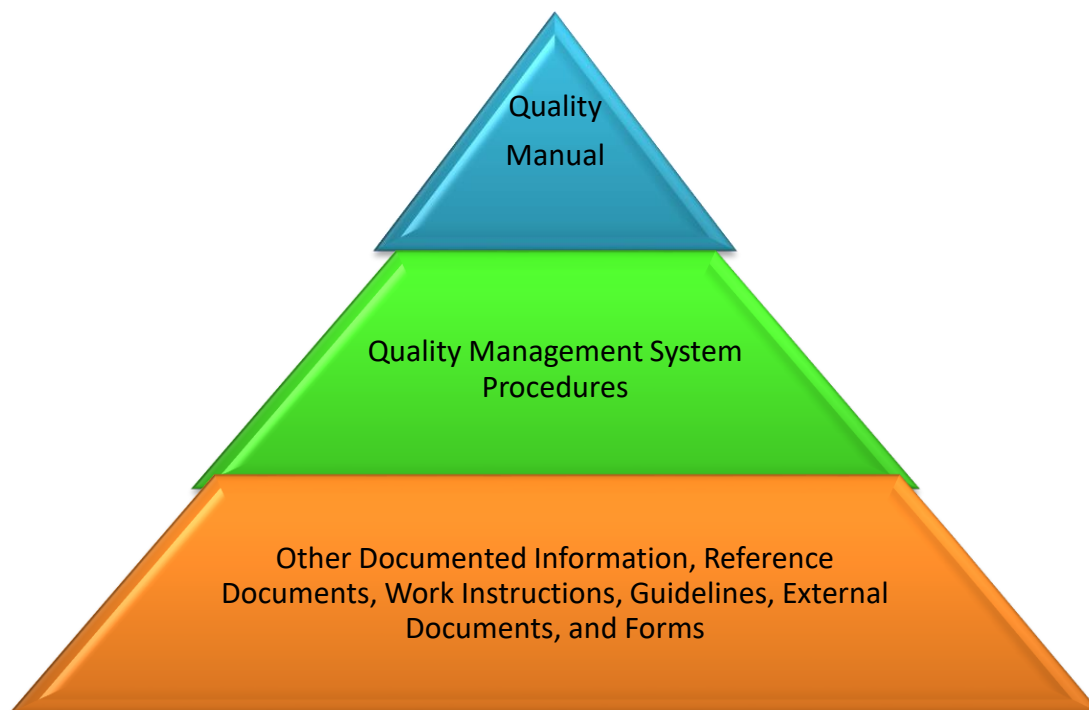 Quality
Manual
Quality Management System
Procedures
Other Documented Information, Reference
Documents, Work Instructions, Guidelines, External
Documents, and Forms